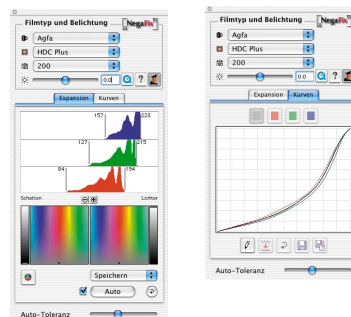 Filmtyp und Belichtung
NegaFix
Agfa
HDC Plus
200
0.0
?
Expansion
Kurven
157
223
127
215
84
194
Schatten
Lichter
Speichern
Auto
Auto-Toleranz
Filmtyp und Belichtung
NegaFix
Agfa
HDC Plus
200
0.0
?
Expansion
Kurven
Auto-Toleranz